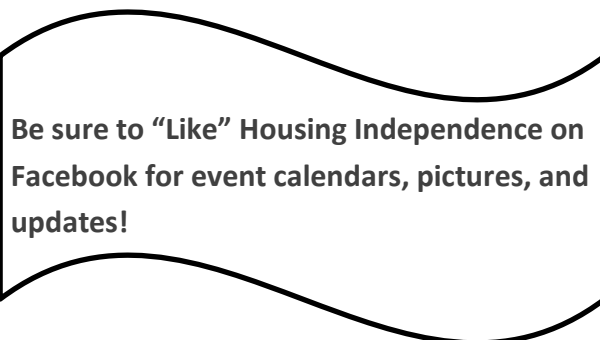 Be sure to “Like” Housing Independence on
Facebook for event calendars, pictures, and
updates!